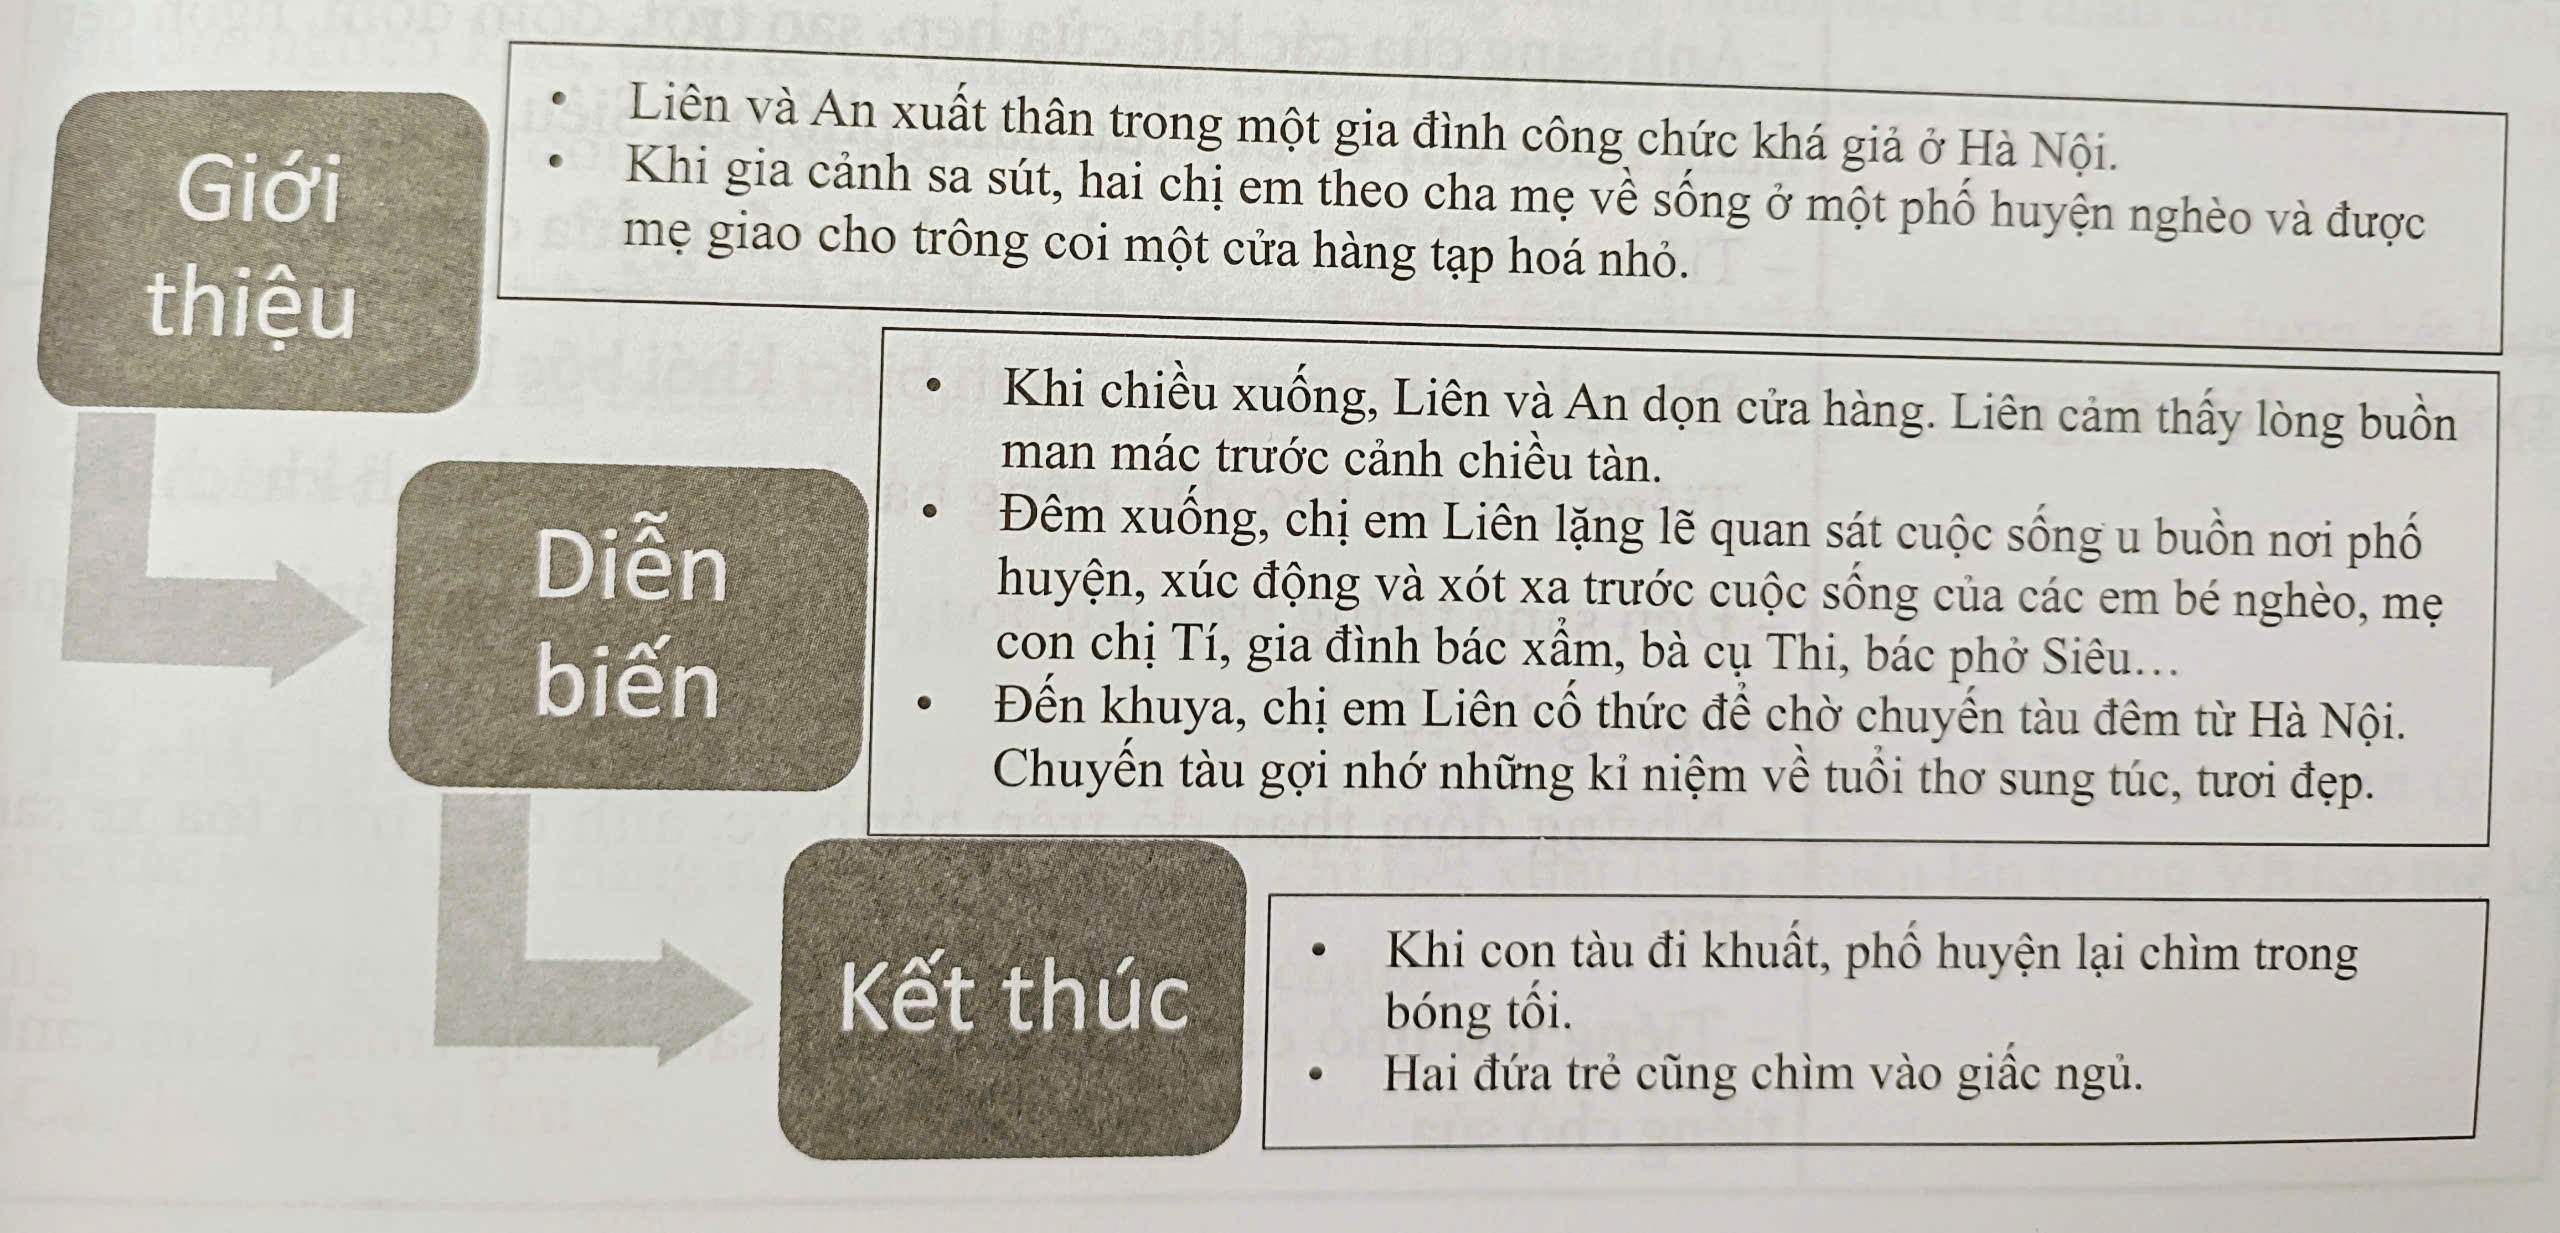 Giới
thiệu
• Liên và An xuất thân trong một gia đình công chức khá giả ở Hà Nội.
• Khi gia cảnh sa sút, hai chị em theo cha mẹ về sống ở một phố huyện nghèo và được
mẹ giao cho trông coi một cửa hàng tạp hoá nhỏ.
Diễn
biến
• Khi chiều xuống, Liên và An dọn cửa hàng. Liên cảm thấy lòng buồn
man mác trước cảnh chiều tàn.
• Đêm xuống, chị em Liên lặng lẽ quan sát cuộc sống u buồn nơi phố
huyện, xúc động và xót xa trước cuộc sống của các em bé nghèo, mẹ
con chị Tí, gia đình bác xẩm, bà cụ Thi, bác phở Siêu…
• Đến khuya, chị em Liên cố thức để chờ chuyến tàu đêm từ Hà Nội.
Chuyến tàu gợi nhớ những kỉ niệm về tuổi thơ sung túc, tươi đẹp.
Kết thúc
• Khi con tàu đi khuất, phố huyện lại chìm trong
bóng tối.
• Hai đứa trẻ cũng chìm vào giấc ngủ.